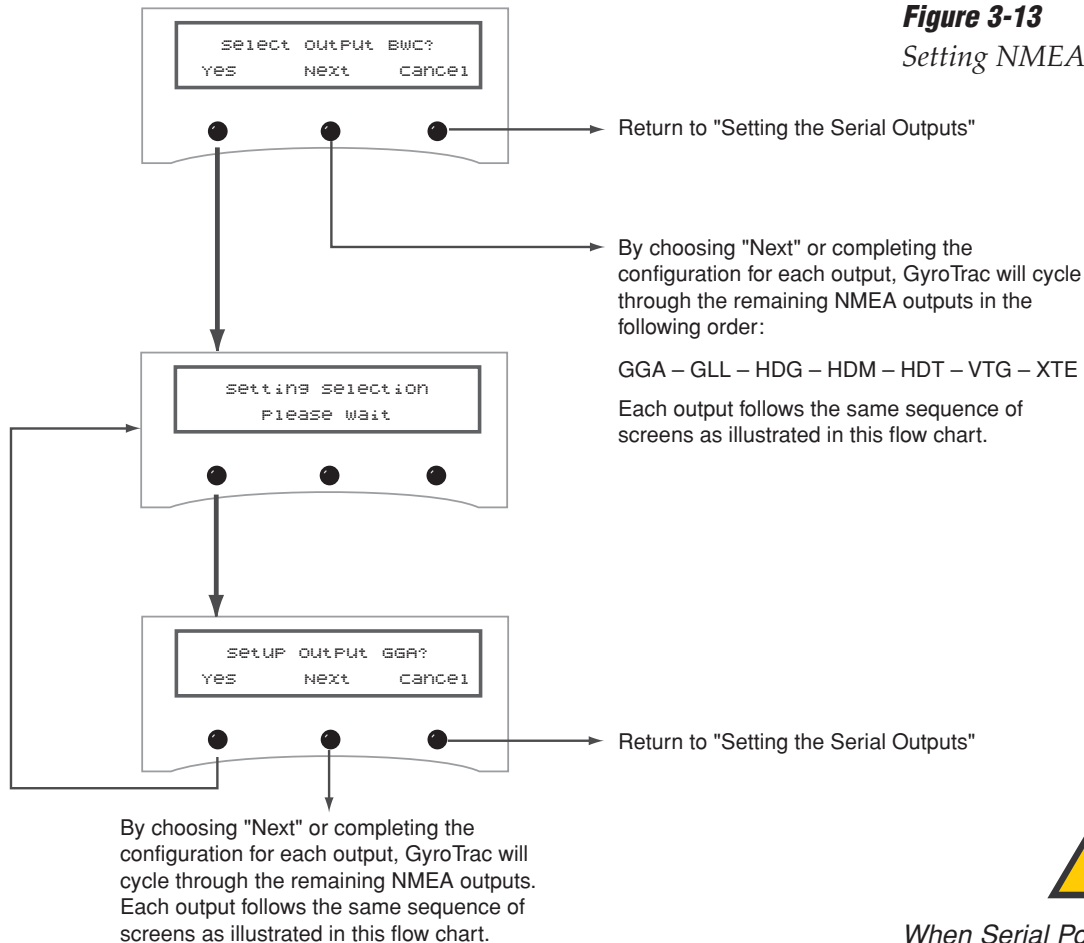 Figure 3-13
Setting NMEA
Select Output BWC?
Yes Next Cancel
Return to "Setting the Serial Outputs"
By choosing "Next" or completing the
configuration for each output, GyroTrac will cycle
through the remaining NMEA outputs in the
following order:
GGA – GLL – HDG – HDM – HDT – VTG – XTE
Each output follows the same sequence of
screens as illustrated in this flow chart.
Setting Selection
Please Wait
Setup Output GGA?
Yes Next Cancel
Return to "Setting the Serial Outputs"
By choosing "Next" or completing the
configuration for each output, GyroTrac will
cycle through the remaining NMEA outputs.
Each output follows the same sequence of
screens as illustrated in this flow chart.
When Serial